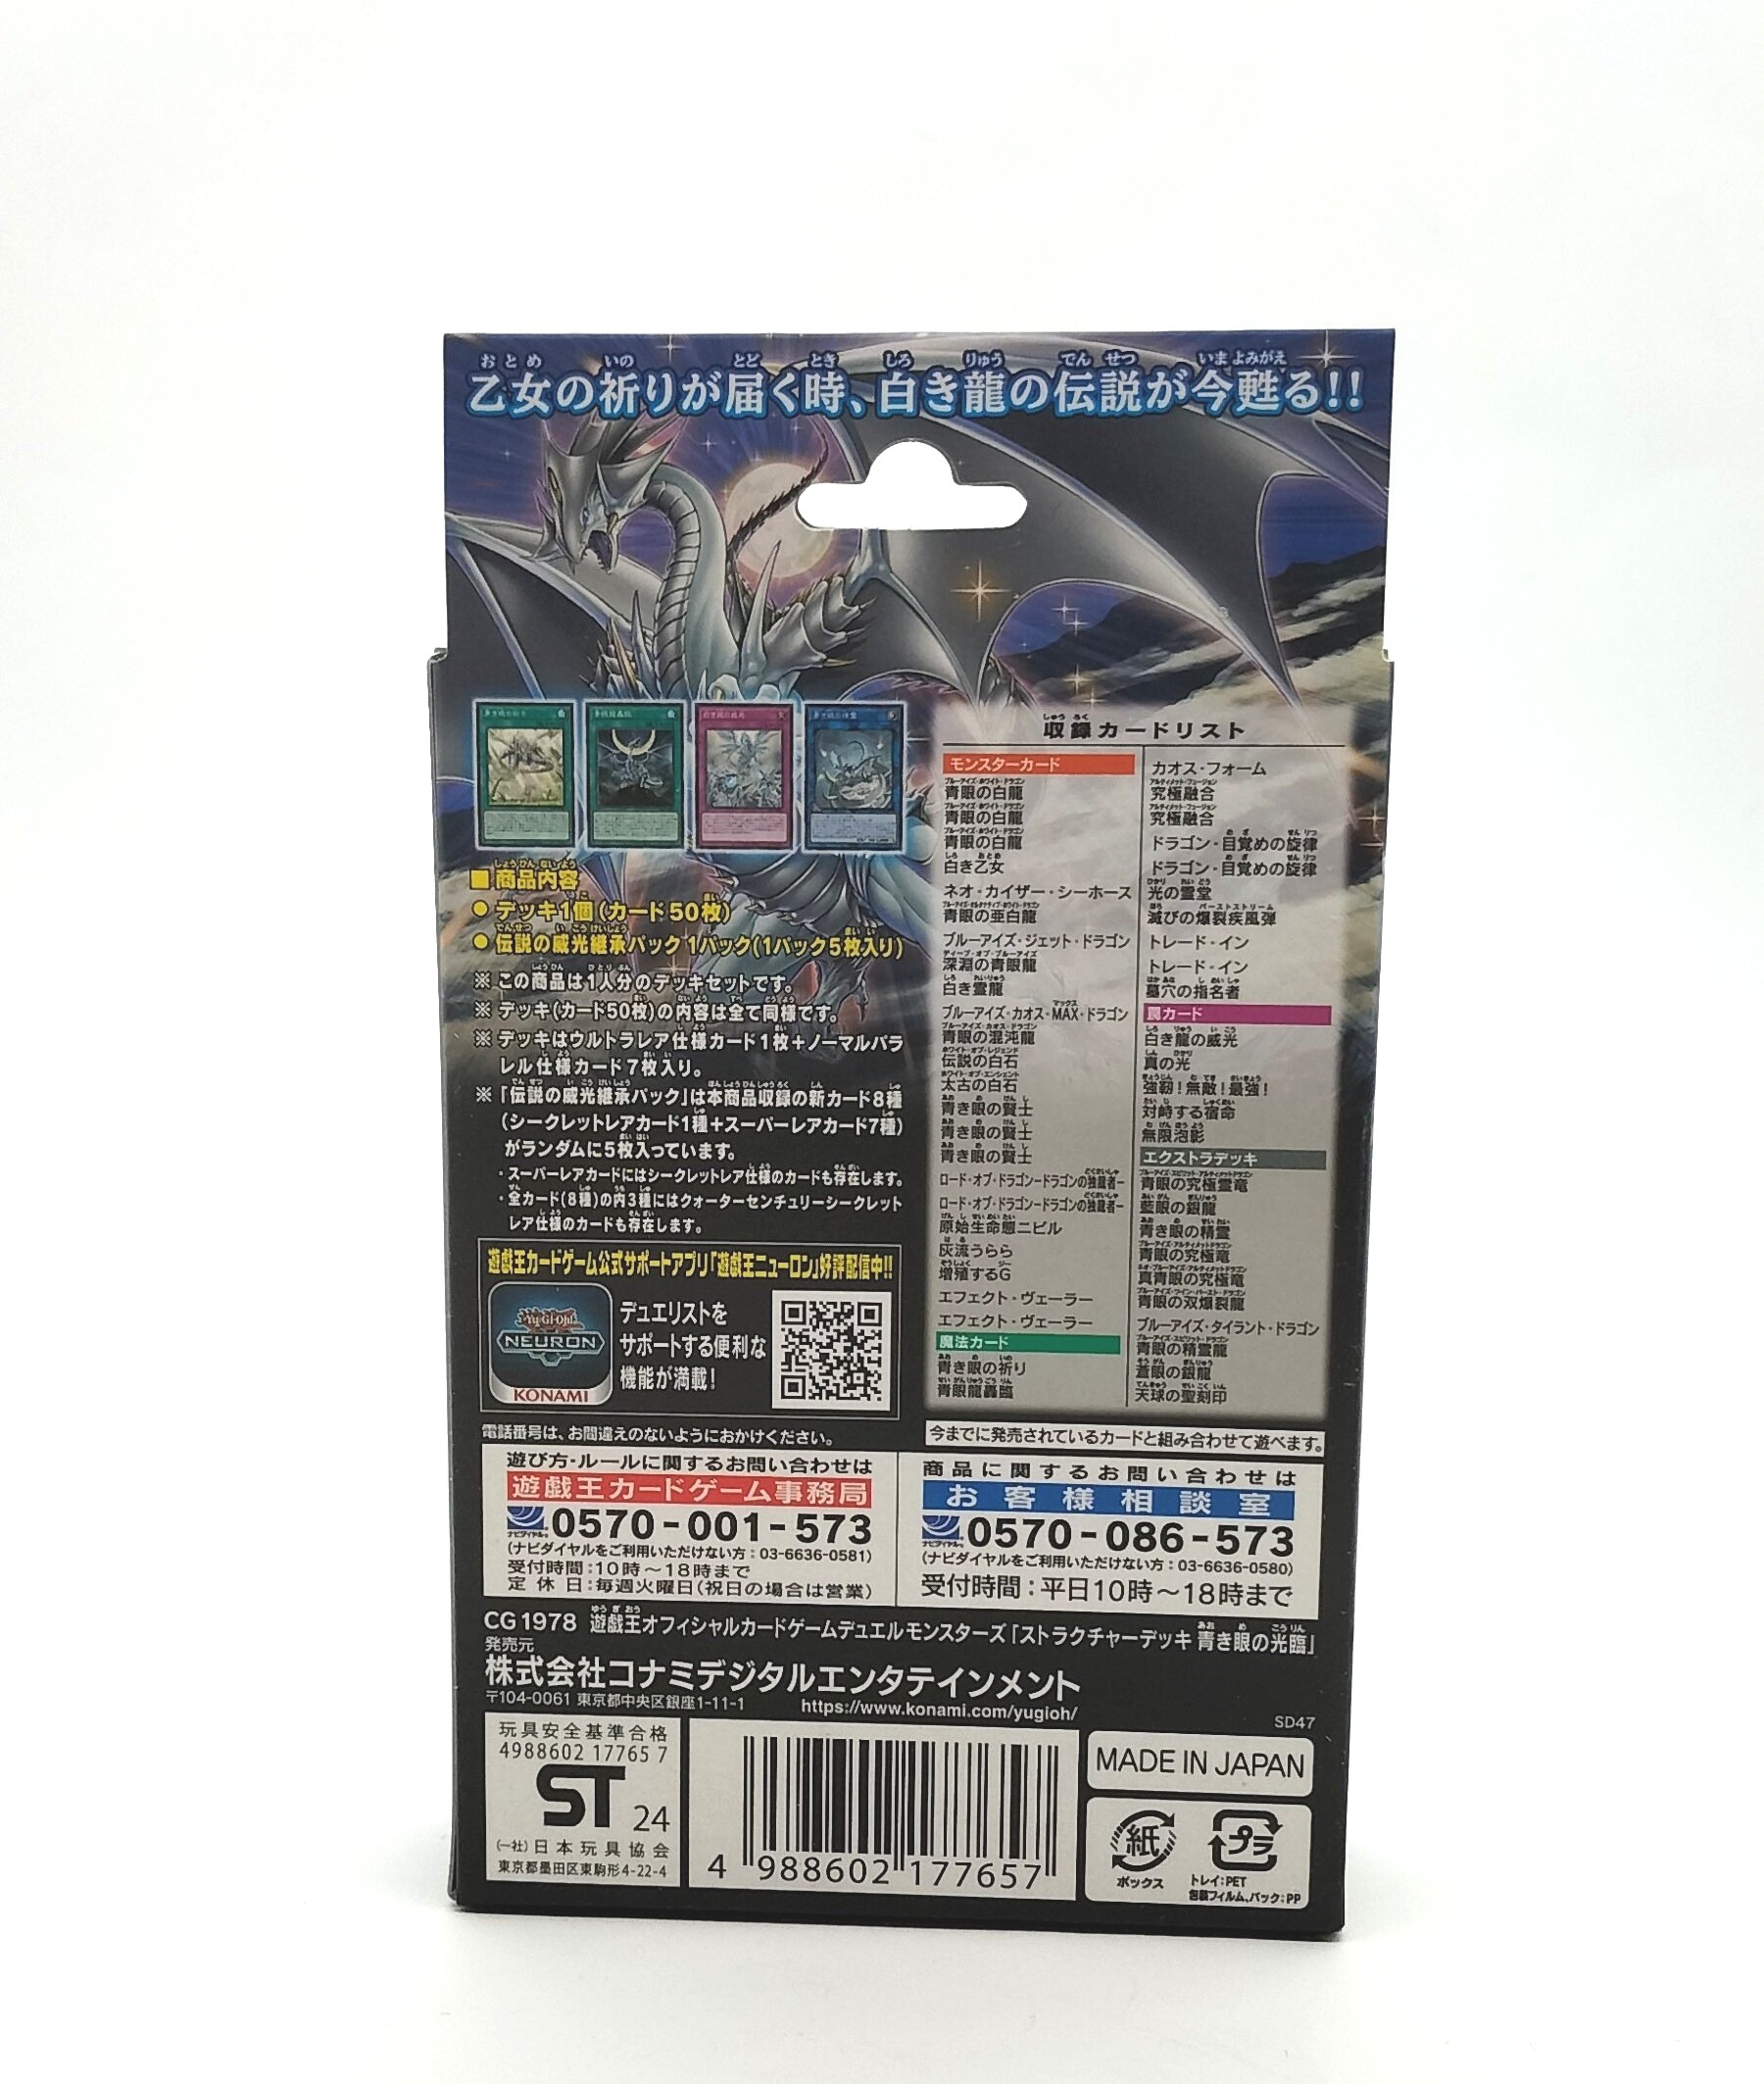 乙女の祈りが届く時、白き龍の伝説が今甦る!!
■商品内容
●デッキ1個(カード50枚)
●伝説の威光継承パック 1パック(1パック5枚入り)
※この商品は1人分のデッキセットです。
※デッキ(カード50枚)の内容は全て同様です。
※デッキはウルトラレア仕様カード1枚+ノーマルパラ
レル仕様カード7枚入り。
※「伝説の威光継承パック」は本商品収録の新カード8種
(シークレットレアカード1種+スーパーレアカード7種)
がランダムに5枚入っています。
・スーパーレアカードにはシークレットレア仕様のカードも存在します。
・全カード(8種)の内3種にはクォーターセンチュリーシークレット
レア仕様のカードも存在します。
遊戯王カードゲーム公式サポートアプリ「遊戯王ニューロン」好評配信中!!
Yu-Gi-Oh!
NEURON
KONAMI
デュエリストを
サポートする便利な
機能が満載!
収録カードリスト
モンスターカード
青眼の白龍
青眼の白龍
青眼の白龍
白き乙女
ネオ・カイザー・シーホース
青眼の亜白龍
ブルーアイズ・ジェット・ドラゴン
深淵の青眼龍
白き霊龍
ブルーアイズ・カオス・MAX・ドラゴン
青眼の混沌龍
伝説の白石
太古の白石
青き眼の賢士
青き眼の賢士
青き眼の賢士
ロード・オブ・ドラゴン-ドラゴンの独裁者-
ロード・オブ・ドラゴン-ドラゴンの独裁者-
原始生命態ニビル
灰流うらら
増殖するG
エフェクト・ヴェーラー
エフェクト・ヴェーラー
魔法カード
青き眼の祈り
青眼龍轟臨
カオス・フォーム
究極融合
究極融合
ドラゴン・目覚めの旋律
ドラゴン・目覚めの旋律
光の霊堂
滅びの爆裂疾風弾
トレード・イン
トレード・イン
墓穴の指名者
罠カード
白き龍の威光
真の光
強靭!無敵!最強!
対峙する宿命
無限泡影
エクストラデッキ
青眼の究極霊竜
藍眼の銀龍
青き眼の精霊
青眼の究極竜
真青眼の究極竜
青眼の双爆裂龍
ブルーアイズ・タイラント・ドラゴン
青眼の精霊龍
蒼眼の銀龍
天球の聖刻印
今までに発売されているカードと組み合わせて遊べます。
電話番号は、お間違えのないようにおかけください。
遊び方・ルールに関するお問い合わせは
遊戯王カードゲーム事務局
ナビダイヤル 0570-001-573
(ナビダイヤルをご利用いただけない方:03-6636-0581)
受付時間:10時~18時まで
定休日:毎週火曜日(祝日の場合は営業)
商品に関するお問い合わせは
お客様相談室
ナビダイヤル 0570-086-573
(ナビダイヤルをご利用いただけない方:03-6636-0580)
受付時間:平日10時~18時まで
CG1978 遊戯王オフィシャルカードゲームデュエルモンスターズ「ストラクチャーデッキ 青き眼の光臨」
発売元
株式会社コナミデジタルエンタテインメント
〒104-0061 東京都中央区銀座1-11-1 https://www.konami.com/yugioh/
SD47
玩具安全基準合格
4988602 17765 7
ST 24
(一社)日本玩具協会
東京都墨田区東駒形4-22-4
4 988602 177657
MADE IN JAPAN
紙
ボックス
プラ
トレイ:PET
包装フィルム、パック:PP